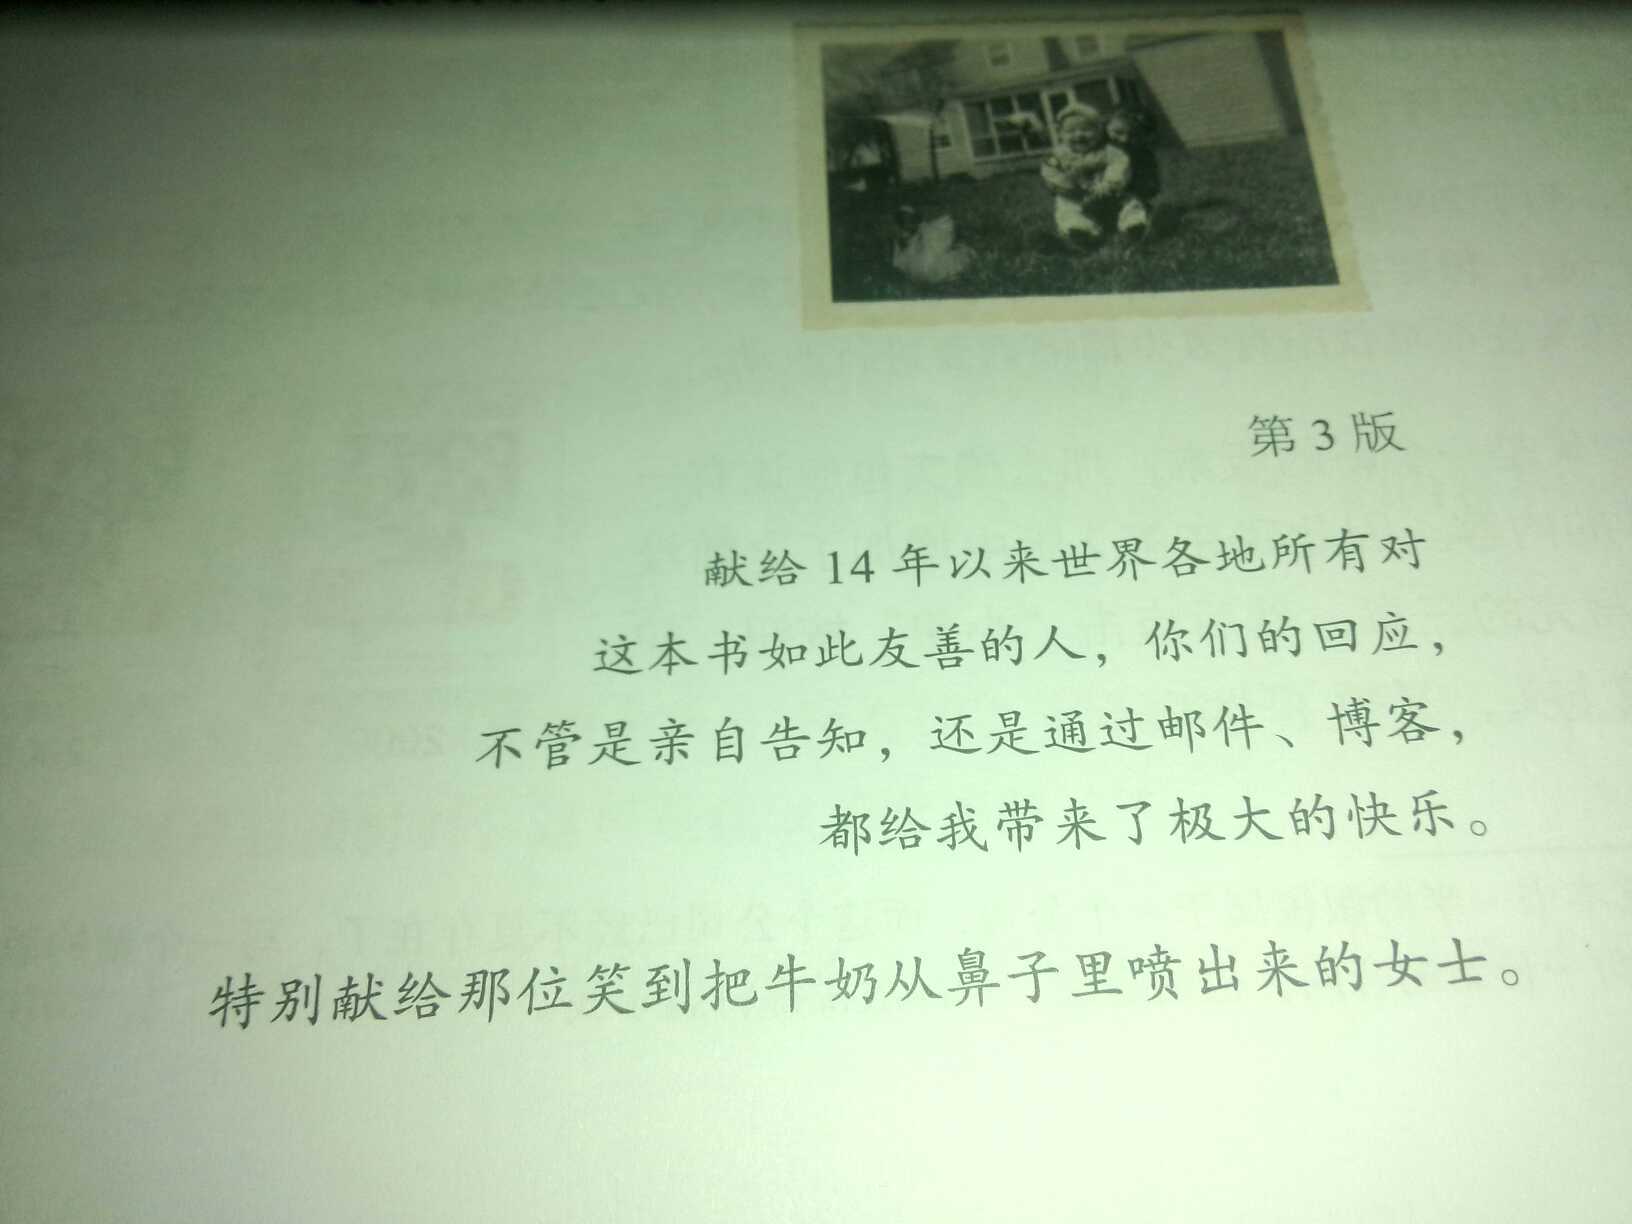 第 3 版
献给 14 年以来世界各地所有对
这本书如此友善的人，你们的回应，
不管是亲自告知，还是通过邮件、博客，
都给我带来了极大的快乐。
特别献给那位笑到把牛奶从鼻子里喷出来的女士。